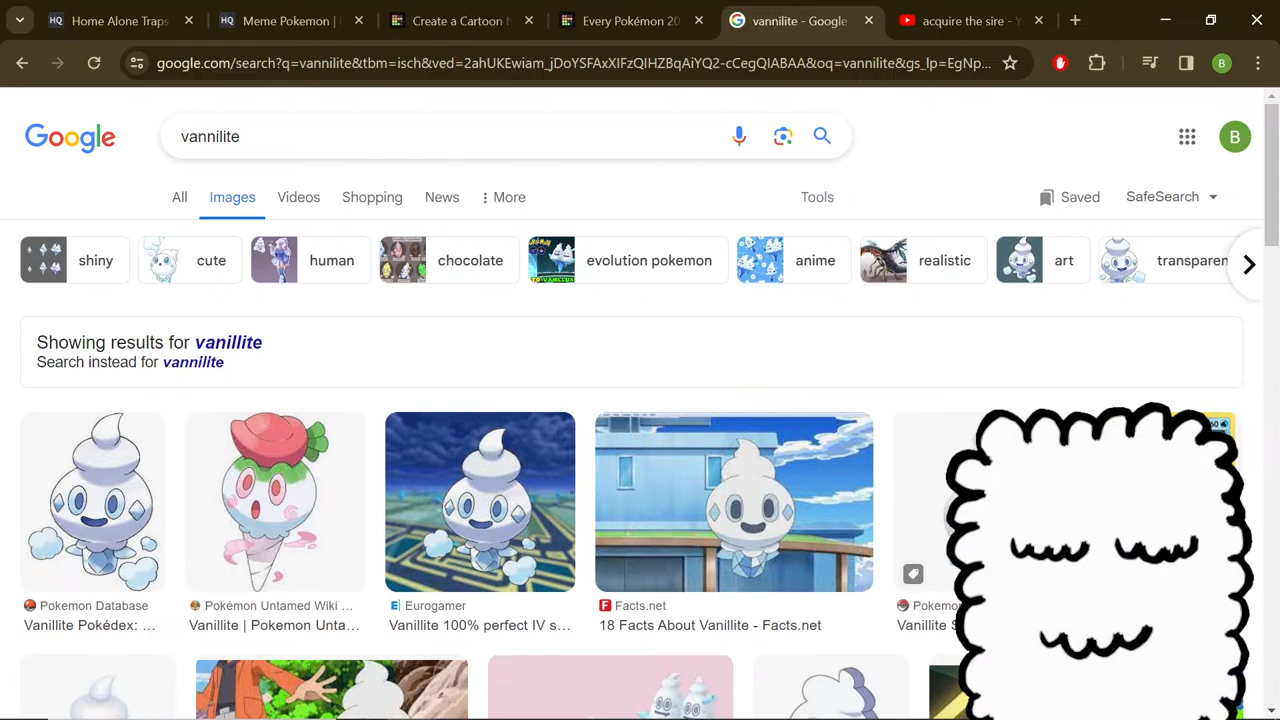 Home Alone Traps
Meme Pokemon |
Create a Cartoon
Every Pokémon 20
vannilite - Google
acquire the sire - Y
google.com/search?q=vannilite&tbm=isch&ved=2ahUKEwiam_jDoYSFAxXIFzQIHZBqAiYQ2-cCegQIABAA&oq=vannilite&gs_lp=EgNp...
B
Google
vannilite
B
All
Images
Videos
Shopping
News
More
Tools
Saved
SafeSearch
shiny
cute
human
chocolate
evolution pokemon
anime
realistic
art
transparen
Showing results for vanillite
Search instead for vannilite
Pokemon Database
Vanillite Pokédex: ...
Pokémon Untamed Wiki ...
Vanillite | Pokemon Unta...
Eurogamer
Vanillite 100% perfect IV s...
Facts.net
18 Facts About Vanillite - Facts.net
Pokemo
Vanillite S